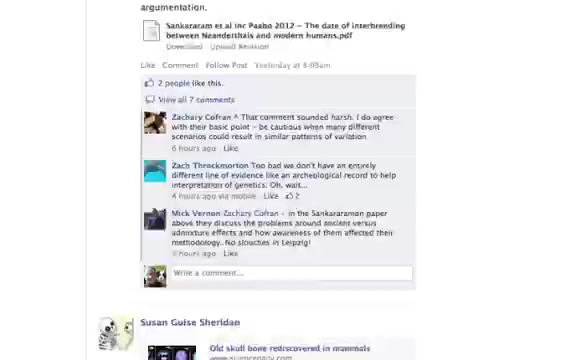 argumentation.
Sankararam et al inc Paabo 2012 – The date of interbrending
between Neanderthals and modern humans.pdf
Download Upload Revision
Like Comment Follow Post Yesterday at 8:08am
2 people like this.
View all 7 comments
Zachary Cofran ^ That comment sounded harsh. I do agree
with their basic point – be cautious when many different
scenarios could result in similar patterns of variation
6 hours ago Like
Zach Throckmorton Too bad we don't have an entirely
different line of evidence like an archeological record to help
interpretation of genetics. Oh, wait...
4 hours ago via mobile Like 2
Mick Vernon Zachary Cofran – in the Sankararaman paper
above they discuss the problems around ancient versus
admixture effects and how awareness of them affected their
methodology. No slouches in Leipzig!
hours ago Like
Write a comment...
Susan Guise Sheridan
Old skull bone rediscovered in mammals
www.sciencedaily.com